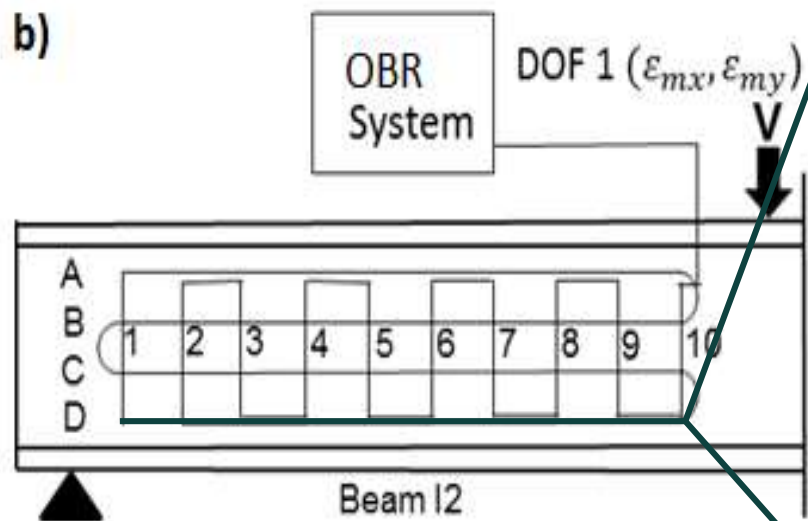 b)
OBR
System
DOF 1 (εmx, εmy)
V
A
B
C
D
1 2 3 4 5 6 7 8 9 10
Beam I2